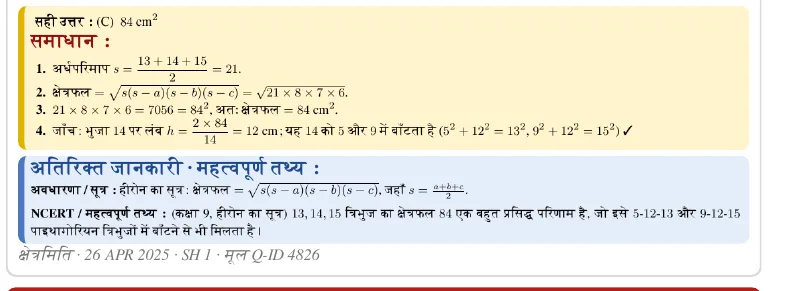 सही उत्तर : (C) 84 cm²
समाधान :
1. अर्धपरिमाप s = (13 + 14 + 15)/2 = 21.
2. क्षेत्रफल = √(s(s − a)(s − b)(s − c)) = √(21 × 8 × 7 × 6).
3. 21 × 8 × 7 × 6 = 7056 = 84², अतः क्षेत्रफल = 84 cm².
4. जाँच : भुजा 14 पर लंब h = (2 × 84)/14 = 12 cm; यह 14 को 5 और 9 में बाँटता है (5² + 12² = 13², 9² + 12² = 15²) ✓
अतिरिक्त जानकारी · महत्वपूर्ण तथ्य :
अवधारणा / सूत्र : हीरोन का सूत्र : क्षेत्रफल = √(s(s − a)(s − b)(s − c)), जहाँ s = (a+b+c)/2.
NCERT / महत्वपूर्ण तथ्य : (कक्षा 9, हीरोन का सूत्र) 13, 14, 15 त्रिभुज का क्षेत्रफल 84 एक बहुत प्रसिद्ध परिणाम है, जो इसे 5-12-13 और 9-12-15
पाइथागोरियन त्रिभुजों में बाँटने से भी मिलता है।
क्षेत्रमिति · 26 APR 2025 · SH 1 · मूल Q-ID 4826